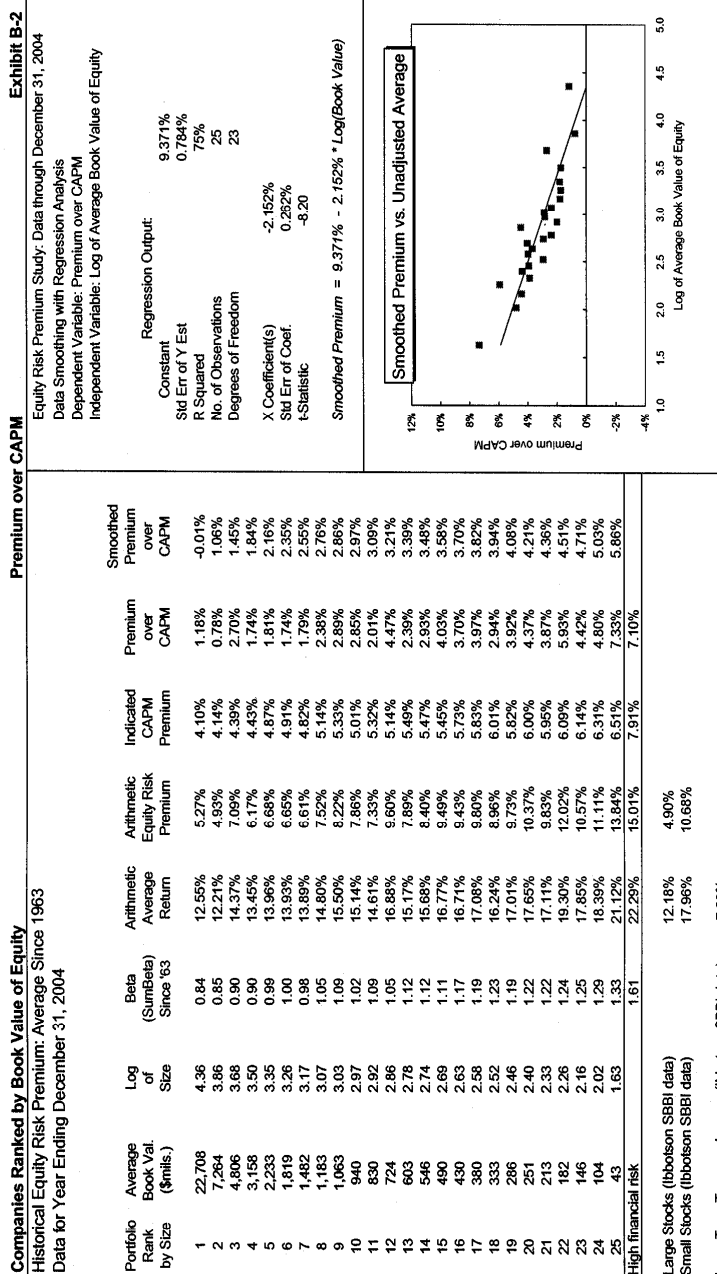 Companies Ranked by Book Value of Equity Premium over CAPM Exhibit B-2
Historical Equity Risk Premium: Average Since 1963
Data for Year Ending December 31, 2004
Portfolio Rank by Size | Average Book Val. ($mils.) | Log of Size | Beta (SumBeta) Since '63 | Arithmetic Average Return | Arithmetic Equity Risk Premium | Indicated CAPM Premium | Premium over CAPM | Smoothed Premium over CAPM
1 22,708 4.36 0.84 12.55% 5.27% 4.10% 1.18% -0.01%
2 7,264 3.86 0.85 12.21% 4.93% 4.14% 0.78% 1.06%
3 4,806 3.68 0.90 14.37% 7.09% 4.39% 2.70% 1.45%
4 3,158 3.50 0.90 13.45% 6.17% 4.43% 1.74% 1.84%
5 2,233 3.35 0.99 13.96% 6.68% 4.87% 1.81% 2.16%
6 1,819 3.26 1.00 13.93% 6.65% 4.91% 1.74% 2.35%
7 1,482 3.17 0.98 13.89% 6.61% 4.82% 1.79% 2.55%
8 1,183 3.07 1.05 14.80% 7.52% 5.14% 2.38% 2.76%
9 1,063 3.03 1.09 15.50% 8.22% 5.33% 2.89% 2.86%
10 940 2.97 1.02 15.14% 7.86% 5.01% 2.85% 2.97%
11 830 2.92 1.09 14.61% 7.33% 5.32% 2.01% 3.09%
12 724 2.86 1.05 16.88% 9.60% 5.14% 4.47% 3.21%
13 603 2.78 1.12 15.17% 7.89% 5.49% 2.39% 3.39%
14 546 2.74 1.12 15.68% 8.40% 5.47% 2.93% 3.48%
15 490 2.69 1.11 16.77% 9.49% 5.45% 4.03% 3.58%
16 430 2.63 1.17 16.71% 9.43% 5.73% 3.70% 3.70%
17 380 2.58 1.19 17.08% 9.80% 5.83% 3.97% 3.82%
18 333 2.52 1.23 16.24% 8.96% 6.01% 2.94% 3.94%
19 286 2.46 1.19 17.01% 9.73% 5.82% 3.92% 4.08%
20 251 2.40 1.22 17.65% 10.37% 6.00% 4.37% 4.21%
21 213 2.33 1.22 17.11% 9.83% 5.95% 3.87% 4.36%
22 182 2.26 1.24 19.30% 12.02% 6.09% 5.93% 4.51%
23 146 2.16 1.25 17.85% 10.57% 6.14% 4.42% 4.71%
24 104 2.02 1.29 18.39% 11.11% 6.31% 4.80% 5.03%
25 43 1.63 1.33 21.12% 13.84% 6.51% 7.33% 5.86%
High financial risk 1.61 22.29% 15.01% 7.91% 7.10%
Large Stocks (Ibbotson SBBI data) 12.18% 4.90%
Small Stocks (Ibbotson SBBI data) 17.96% 10.68%
Equity Risk Premium Study: Data through December 31, 2004
Data Smoothing with Regression Analysis
Dependent Variable: Premium over CAPM
Independent Variable: Log of Average Book Value of Equity
Regression Output:
Constant 9.371%
Std Err of Y Est 0.784%
R Squared 75%
No. of Observations 25
Degrees of Freedom 23
X Coefficient(s) -2.152%
Std Err of Coef. 0.262%
t-Statistic -8.20
Smoothed Premium = 9.371% - 2.152% * Log(Book Value)
Smoothed Premium vs. Unadjusted Average
Premium over CAPM
12%
10%
8%
6%
4%
2%
0%
-2%
-4%
1.0 1.5 2.0 2.5 3.0 3.5 4.0 4.5 5.0
Log of Average Book Value of Equity